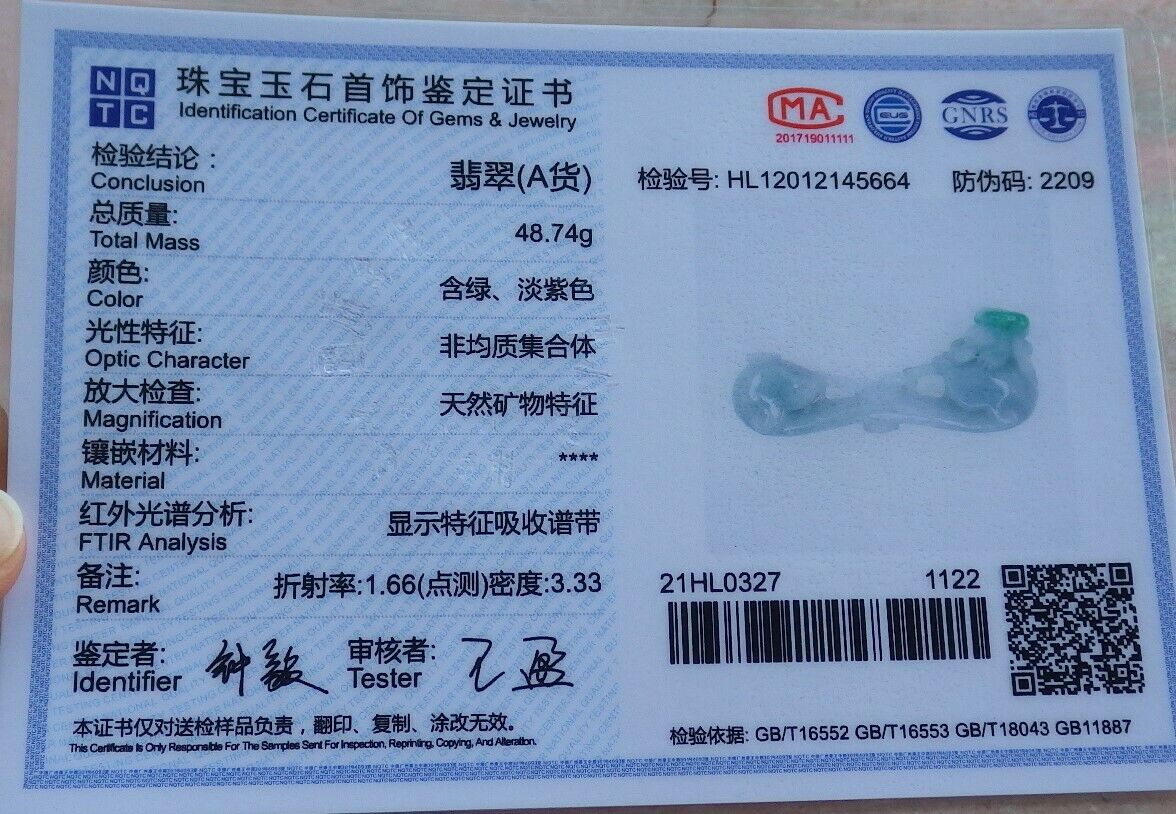 NQ
TC
珠宝玉石首饰鉴定证书
Identification Certificate Of Gems & Jewelry
检验结论：
Conclusion
翡翠(A货)
总质量:
Total Mass
48.74g
颜色:
Color
含绿、淡紫色
光性特征:
Optic Character
非均质集合体
放大检查:
Magnification
天然矿物特征
镶嵌材料:
Material
****
红外光谱分析:
FTIR Analysis
显示特征吸收谱带
备注:
Remark
折射率:1.66(点测)密度:3.33
鉴定者:
Identifier
审核者:
Tester
本证书仅对送检样品负责，翻印、复制、涂改无效。
This Certificate Is Only Responsible For The Samples Sent For Inspection, Reprinting, Copying, And Alteration.
MA
201719011111
GNRS
检验号: HL12012145664 防伪码: 2209
21HL0327 1122
检验依据: GB/T16552 GB/T16553 GB/T18043 GB11887